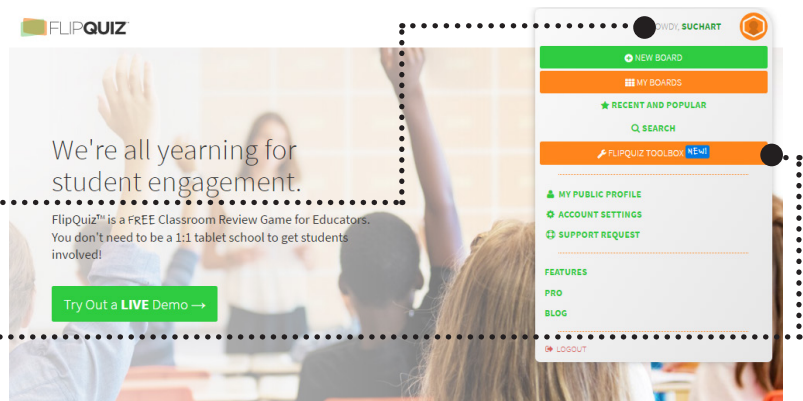 FLIPQUIZ™
OWDY, SUCHART
NEW BOARD
MY BOARDS
RECENT AND POPULAR
SEARCH
FLIPQUIZ TOOLBOX NEW!
MY PUBLIC PROFILE
ACCOUNT SETTINGS
SUPPORT REQUEST
FEATURES
PRO
BLOG
LOGOUT
We're all yearning for
student engagement.
FlipQuiz™ is a FREE Classroom Review Game for Educators.
You don't need to be a 1:1 tablet school to get students
involved!
Try Out a LIVE Demo →